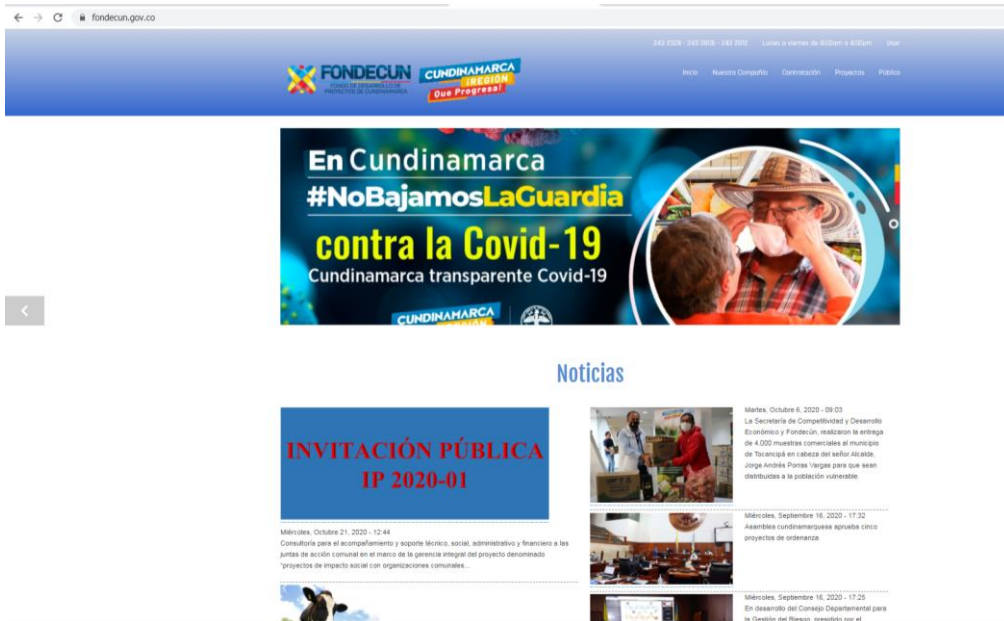 fondecun.gov.co
Lunes a viernes de 8:00am a 4:00pm
FONDECUN
FONDO DE DESARROLLO DE
PROYECTOS DE CUNDINAMARCA
CUNDINAMARCA
¡REGIÓN
Que Progresa!
Inicio Nuestra Compañía Contratación Proyectos Público
En Cundinamarca
#NoBajamosLaGuardia
contra la Covid-19
Cundinamarca transparente Covid-19
CUNDINAMARCA
Noticias
INVITACIÓN PÚBLICA
IP 2020-01
Miércoles, Octubre 21, 2020 - 12:44
Consultoría para el acompañamiento y soporte técnico, social, administrativo y financiero a las
juntas de acción comunal en el marco de la gerencia integral del proyecto denominado
"proyectos de impacto social con organizaciones comunales...
Martes, Octubre 6, 2020 - 09:03
La Secretaría de Competitividad y Desarrollo
Económico y Fondecún, realizaron la entrega
de 4.000 muestras comerciales al municipio
de Tocancipá en cabeza del señor Alcalde,
Jorge Andrés Porras Vargas para que sean
distribuidas a la población vulnerable
Miércoles, Septiembre 16, 2020 - 17:32
Asamblea cundinamarquesa aprueba cinco
proyectos de ordenanza
Miércoles, Septiembre 16, 2020 - 17:25
En desarrollo del Consejo Departamental para
la Gestión del Riesgo, presidido por el